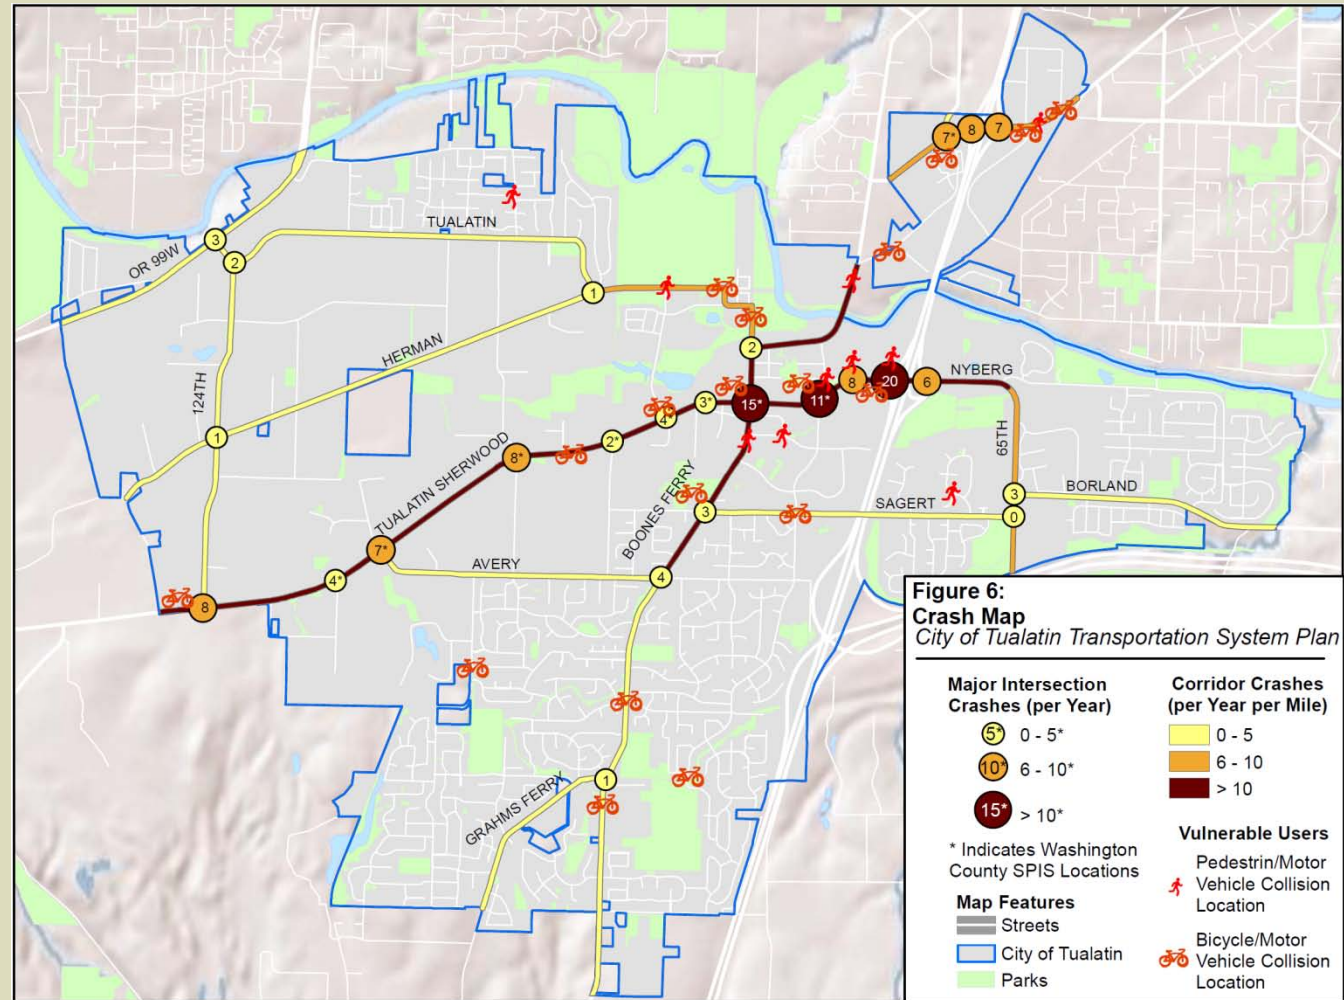 7*
8
7
TUALATIN
3
OR 99W
2
1
HERMAN
2
124TH
8
20
6
NYBERG
3*
15*
11*
4*
1
2*
65TH
8*
TUALATIN SHERWOOD
3
BORLAND
BOONES FERRY
3
SAGERT
0
7*
AVERY
4*
4
8
1
GRAHMS FERRY
Figure 6:
Crash Map
City of Tualatin Transportation System Plan
Major Intersection
Crashes (per Year)
5* 0 - 5*
10* 6 - 10*
15* > 10*
* Indicates Washington
County SPIS Locations
Map Features
Streets
City of Tualatin
Parks
Corridor Crashes
(per Year per Mile)
0 - 5
6 - 10
> 10
Vulnerable Users
Pedestrin/Motor
Vehicle Collision
Location
Bicycle/Motor
Vehicle Collision
Location